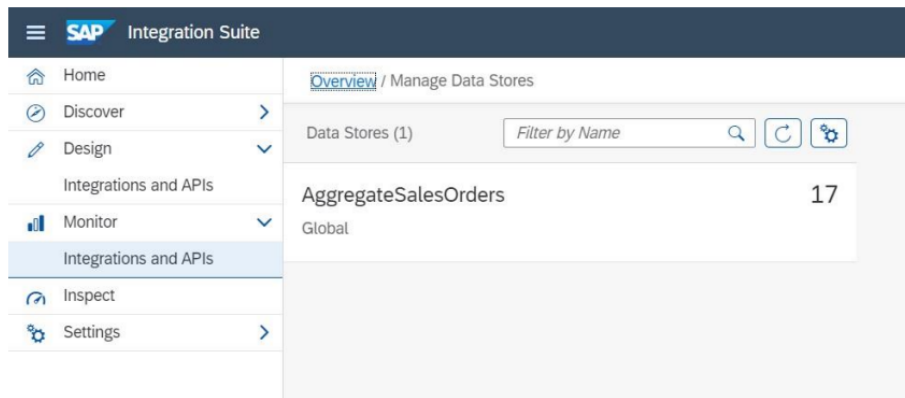 SAP Integration Suite
Home
Discover
Design
Integrations and APIs
Monitor
Integrations and APIs
Inspect
Settings
Overview / Manage Data Stores
Data Stores (1) Filter by Name
AggregateSalesOrders 17
Global